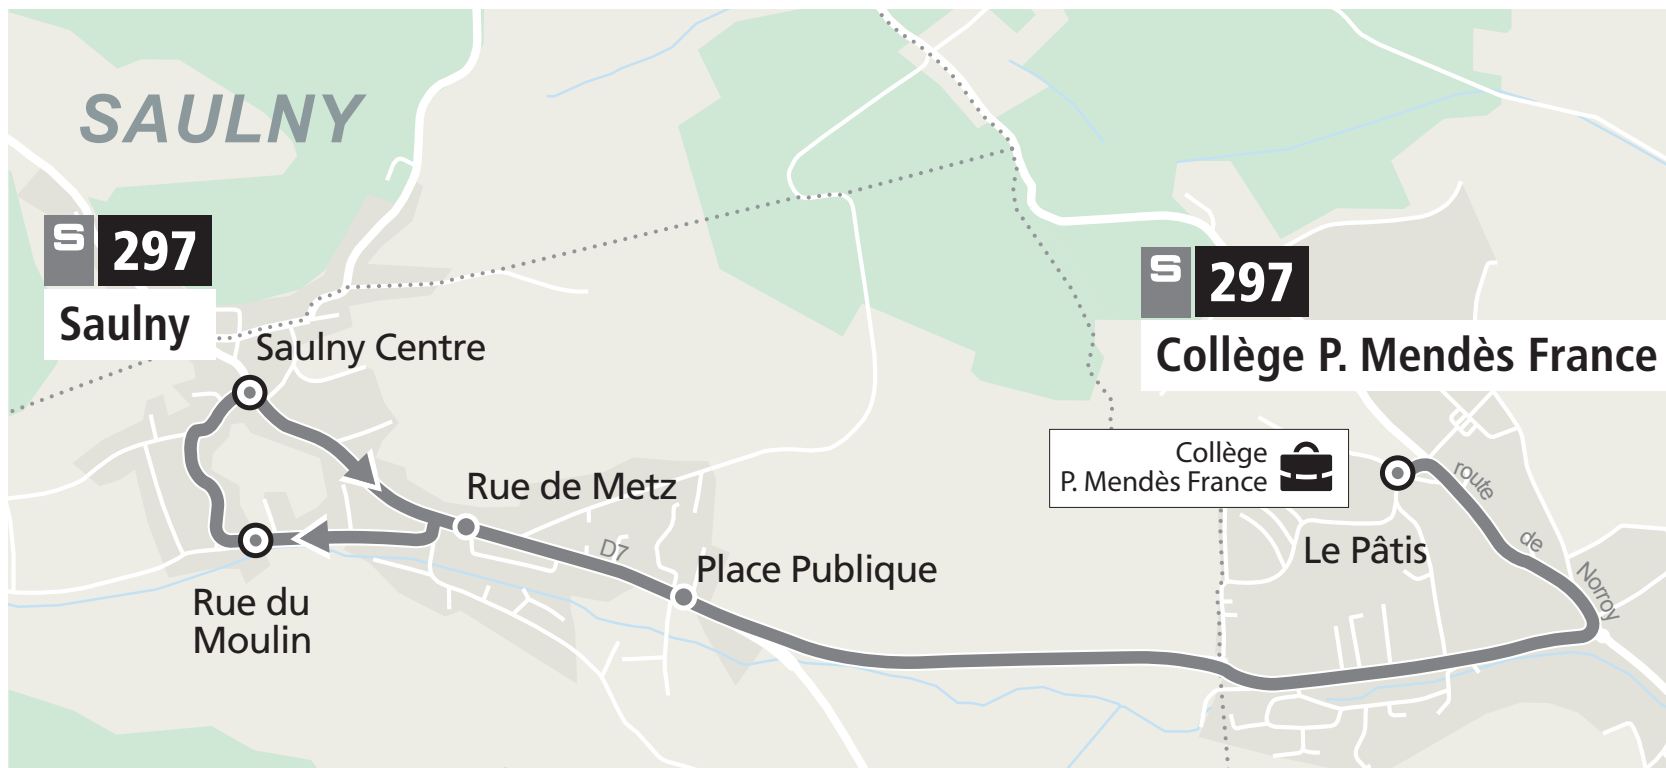 SAULNY
S 297
Saulny
Saulny Centre
S 297
Collège P. Mendès France
Collège
P. Mendès France
Rue de Metz
route
de
Norroy
D7
Le Pâtis
Place Publique
Rue du
Moulin